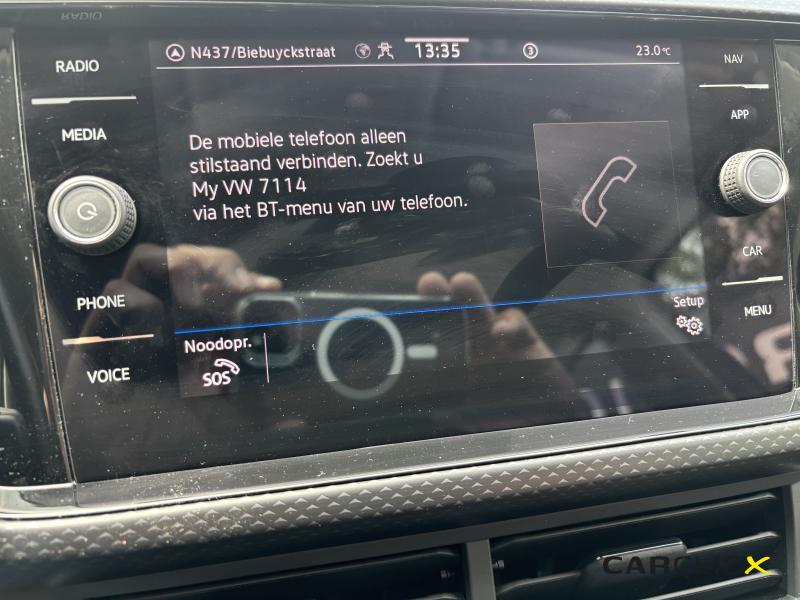 RADIO
MEDIA
PHONE
VOICE
N437/Biebuyckstraat
13:35
3
23.0°C
De mobiele telefoon alleen
stilstaand verbinden. Zoekt u
My VW 7114
via het BT-menu van uw telefoon.
Noodopr.
SOS
Setup
NAV
APP
CAR
MENU
CARCLICX